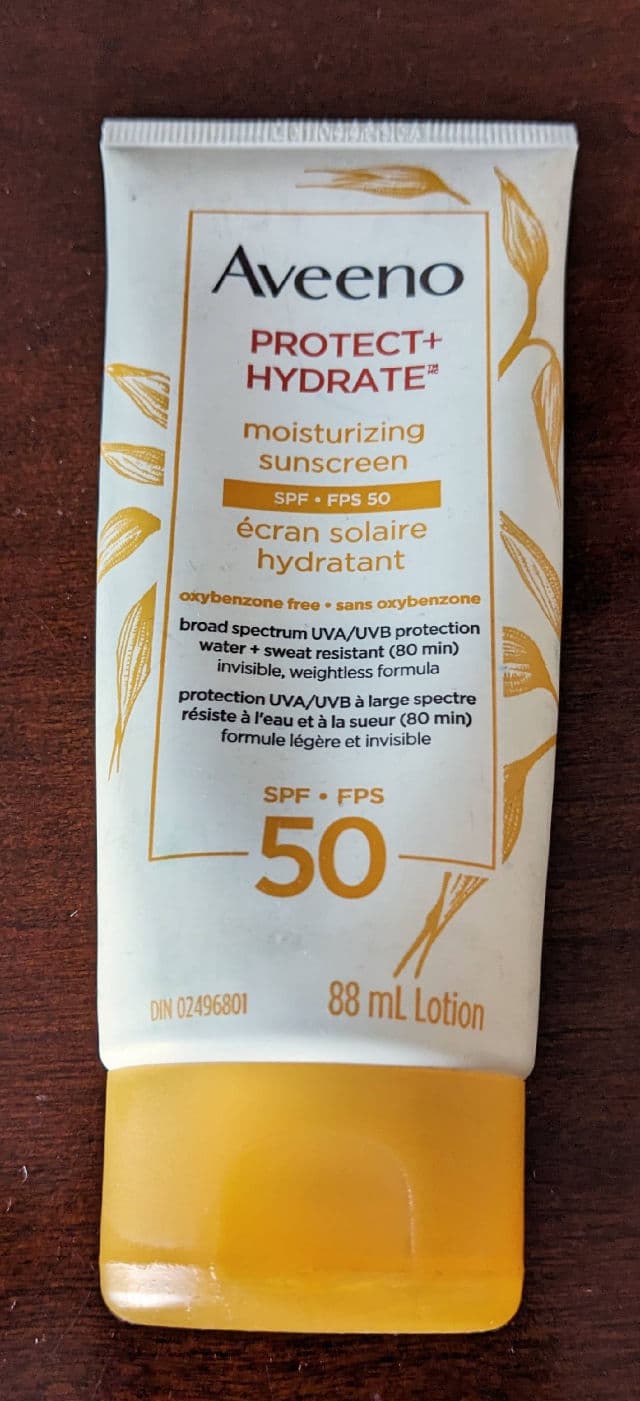 Aveeno
PROTECT+
HYDRATE™ MC
moisturizing
sunscreen
SPF • FPS 50
écran solaire
hydratant
oxybenzone free • sans oxybenzone
broad spectrum UVA/UVB protection
water + sweat resistant (80 min)
invisible, weightless formula
protection UVA/UVB à large spectre
résiste à l'eau et à la sueur (80 min)
formule légère et invisible
SPF • FPS
50
DIN 02496801
88 mL Lotion